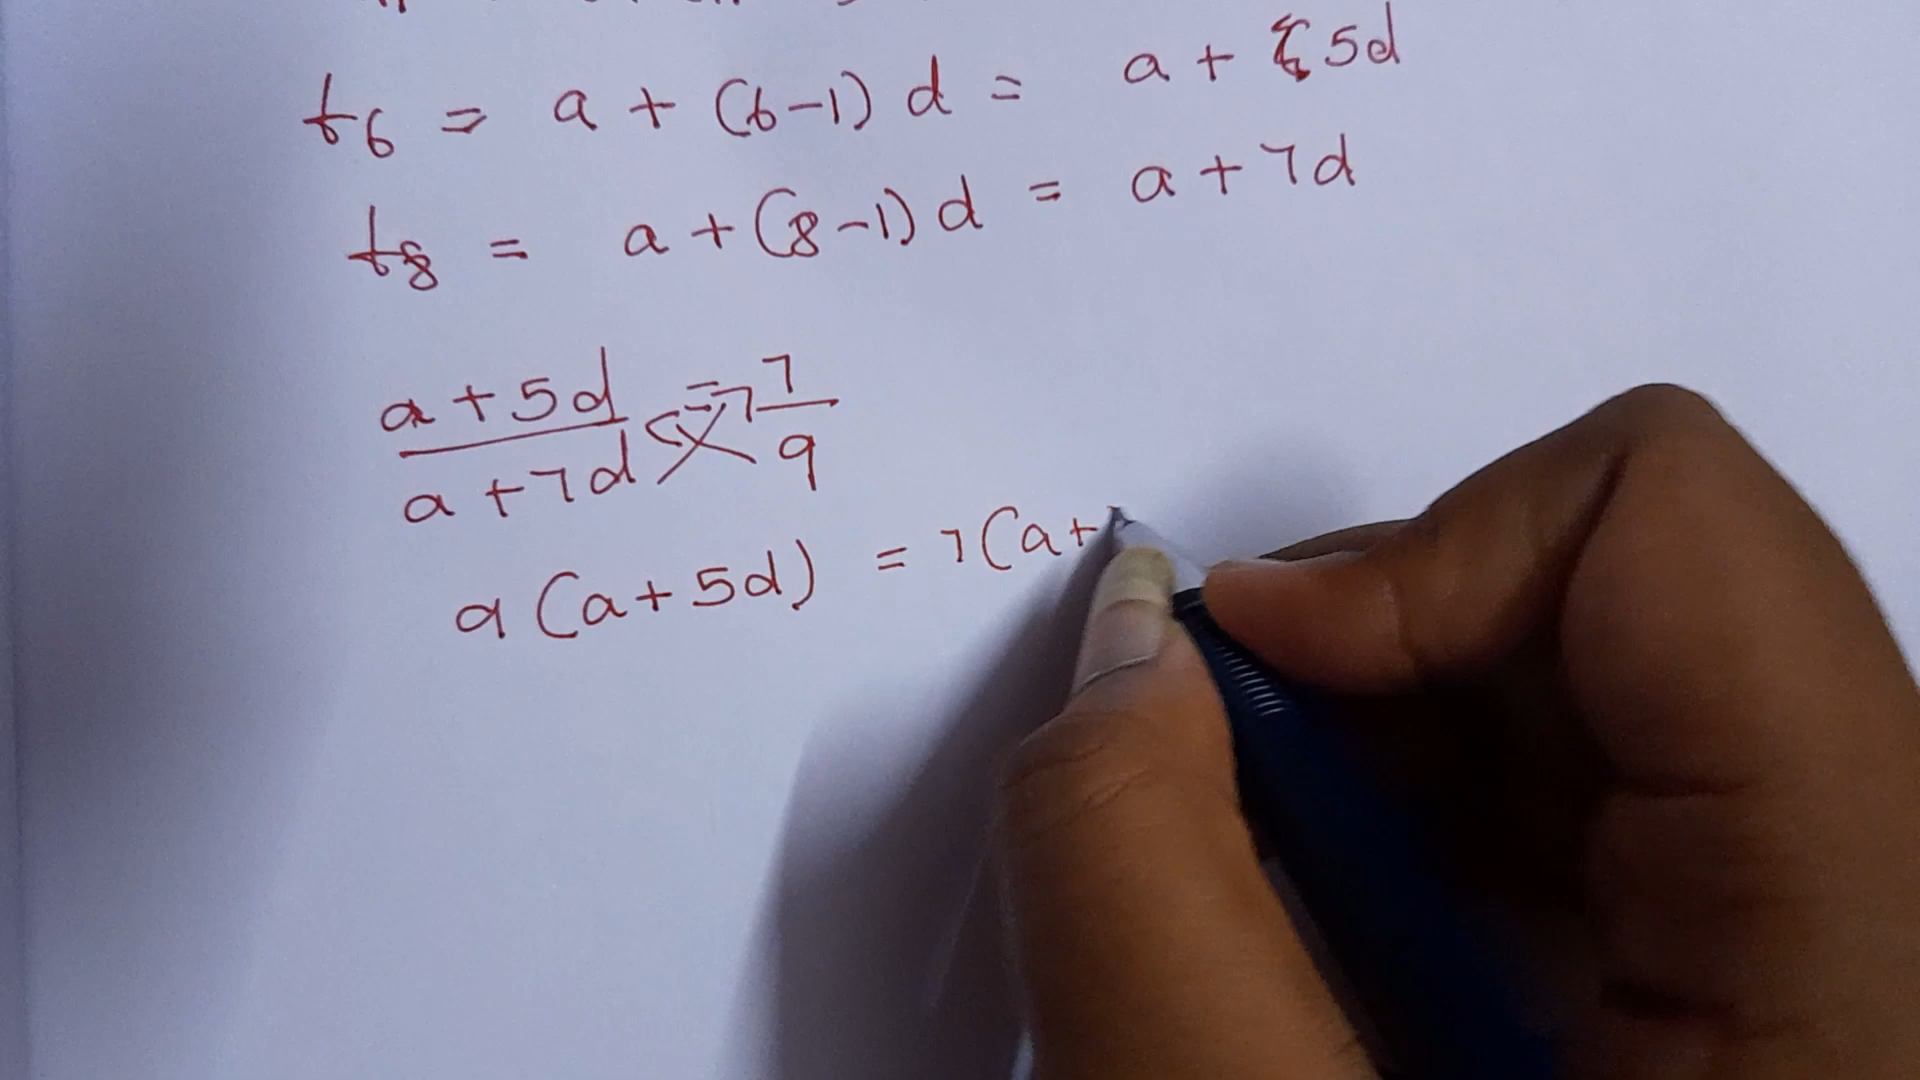 t6 = a + (6-1) d = a + 5d
t8 = a + (8-1) d = a + 7d
a + 5d / a + 7d = 7 / 9
9 (a + 5d) = 7 (a +